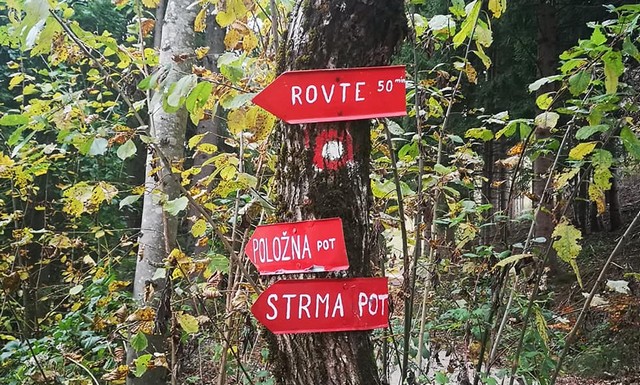 ROVTE 50 min
POLOŽNA POT
STRMA POT